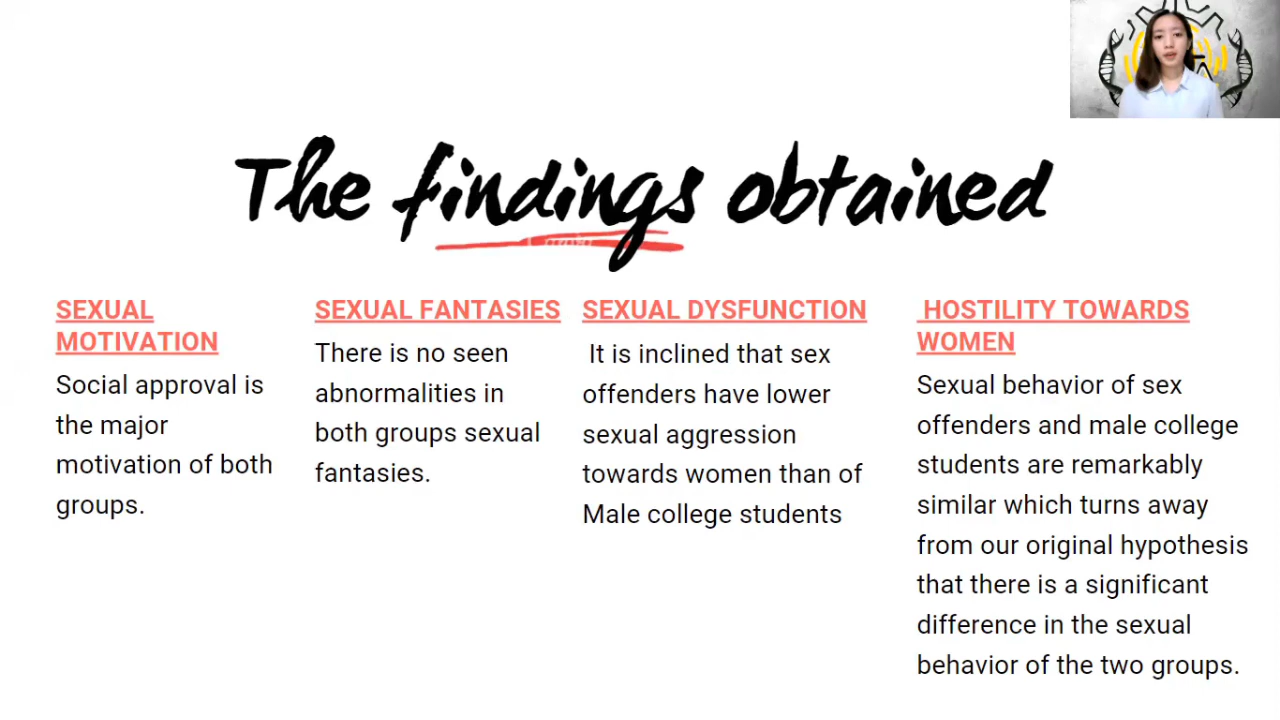 The findings obtained
SEXUAL
MOTIVATION
Social approval is
the major
motivation of both
groups.
SEXUAL FANTASIES
There is no seen
abnormalities in
both groups sexual
fantasies.
SEXUAL DYSFUNCTION
It is inclined that sex
offenders have lower
sexual aggression
towards women than of
Male college students
HOSTILITY TOWARDS
WOMEN
Sexual behavior of sex
offenders and male college
students are remarkably
similar which turns away
from our original hypothesis
that there is a significant
difference in the sexual
behavior of the two groups.